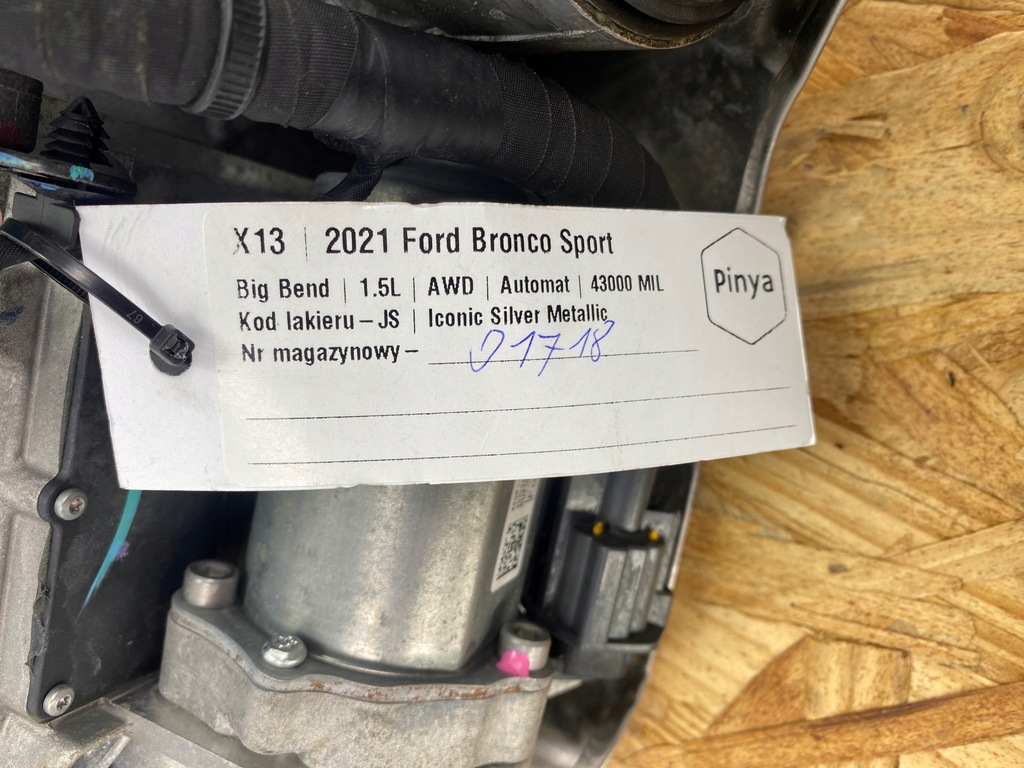 X13 | 2021 Ford Bronco Sport
Big Bend | 1.5L | AWD | Automat | 43000 MIL
Kod lakieru – JS | Iconic Silver Metallic
Nr magazynowy – 01718
Pinya